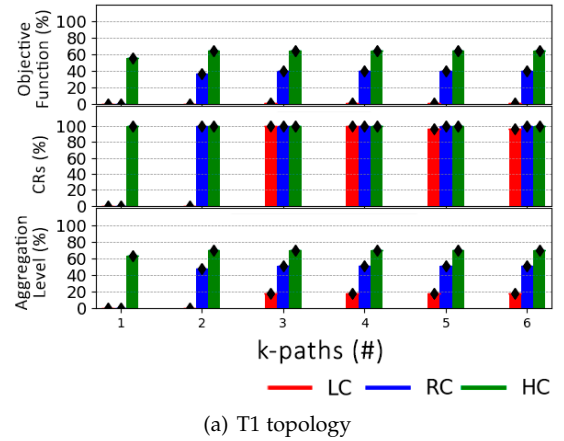 Objective
Function (%)
100
80
60
40
20
0
CRs (%)
100
80
60
40
20
0
Aggregation
Level (%)
100
80
60
40
20
0
1 2 3 4 5 6
k-paths (#)
LC RC HC
(a) T1 topology